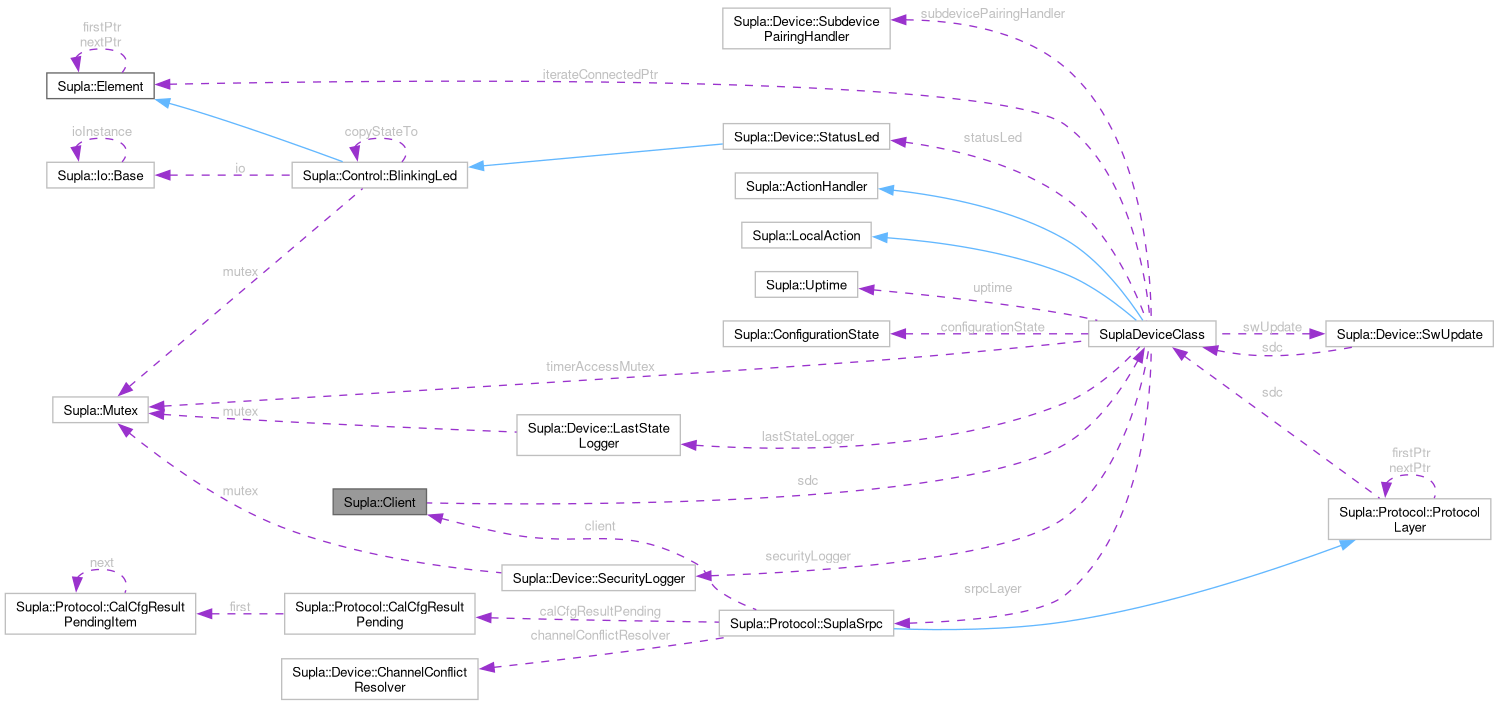 firstPtr
nextPtr
Supla::Element
ioInstance
Supla::Io::Base
io
copyStateTo
Supla::Control::BlinkingLed
mutex
Supla::Mutex
mutex
mutex
Supla::Client
next
Supla::Protocol::CalCfgResult
PendingItem
first
Supla::Protocol::CalCfgResult
Pending
Supla::Device::ChannelConflict
Resolver
Supla::Device::Subdevice
PairingHandler
subdevicePairingHandler
iterateConnectedPtr
Supla::Device::StatusLed
statusLed
Supla::ActionHandler
Supla::LocalAction
Supla::Uptime
uptime
Supla::ConfigurationState
configurationState
SuplaDeviceClass
swUpdate
sdc
Supla::Device::SwUpdate
timerAccessMutex
Supla::Device::LastState
Logger
lastStateLogger
sdc
sdc
client
Supla::Device::SecurityLogger
securityLogger
srpcLayer
calCfgResultPending
channelConflictResolver
Supla::Protocol::SuplaSrpc
firstPtr
nextPtr
Supla::Protocol::Protocol
Layer